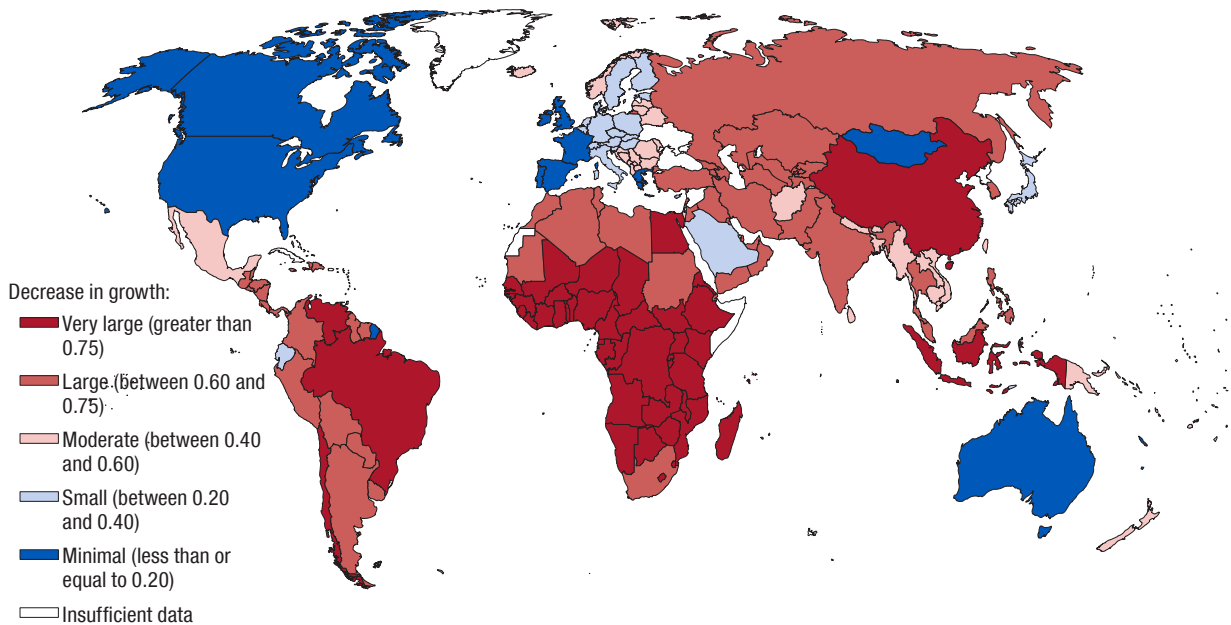 Decrease in growth:
Very large (greater than
0.75)
Large (between 0.60 and
0.75)
Moderate (between 0.40
and 0.60)
Small (between 0.20
and 0.40)
Minimal (less than or
equal to 0.20)
Insufficient data